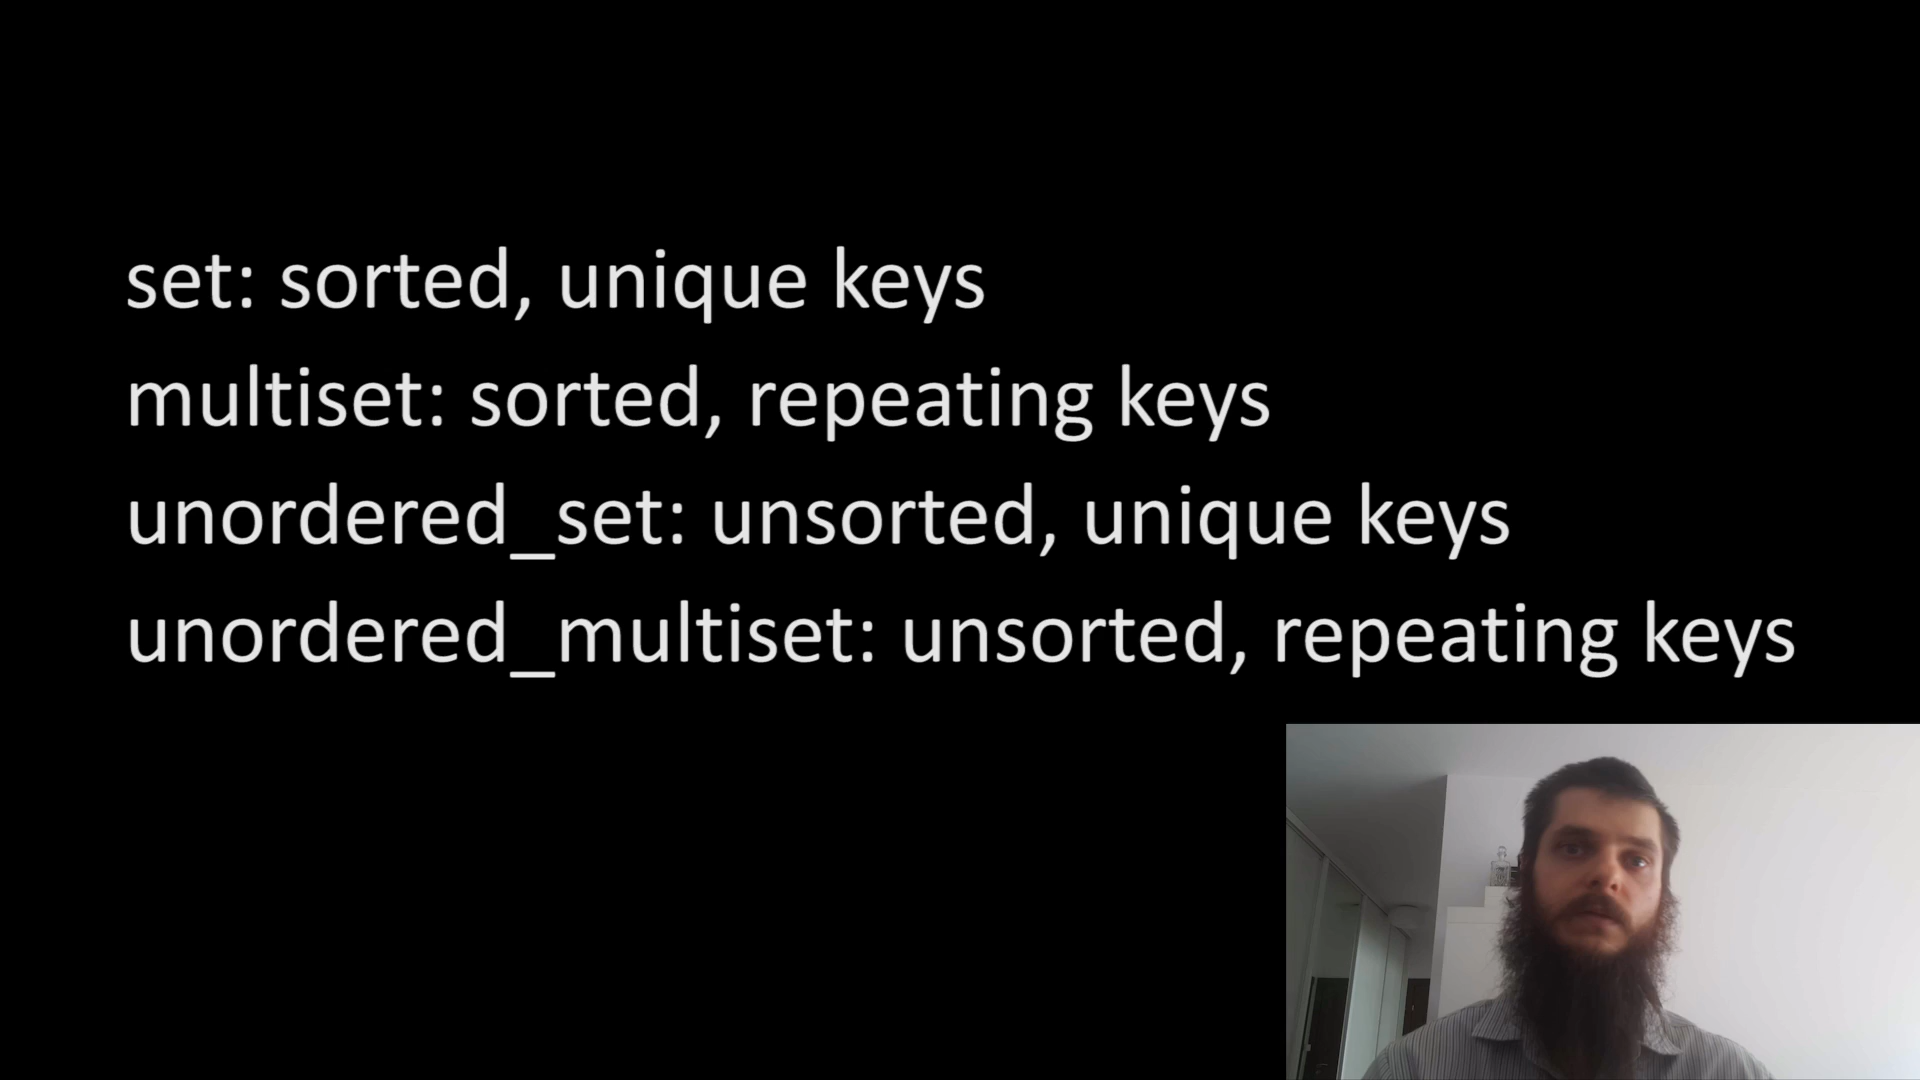 set: sorted, unique keys
multiset: sorted, repeating keys
unordered_set: unsorted, unique keys
unordered_multiset: unsorted, repeating keys